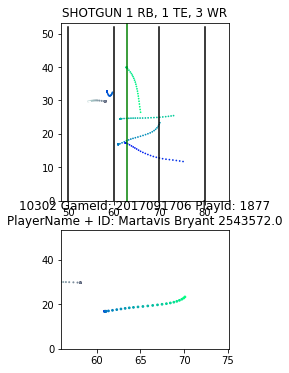 SHOTGUN 1 RB, 1 TE, 3 WR
50
40
30
20
10
0
50 60 70 80
10302 GameId: 2017091706 PlayId: 1877
PlayerName + ID: Martavis Bryant 2543572.0
40
20
0
60 65 70 75